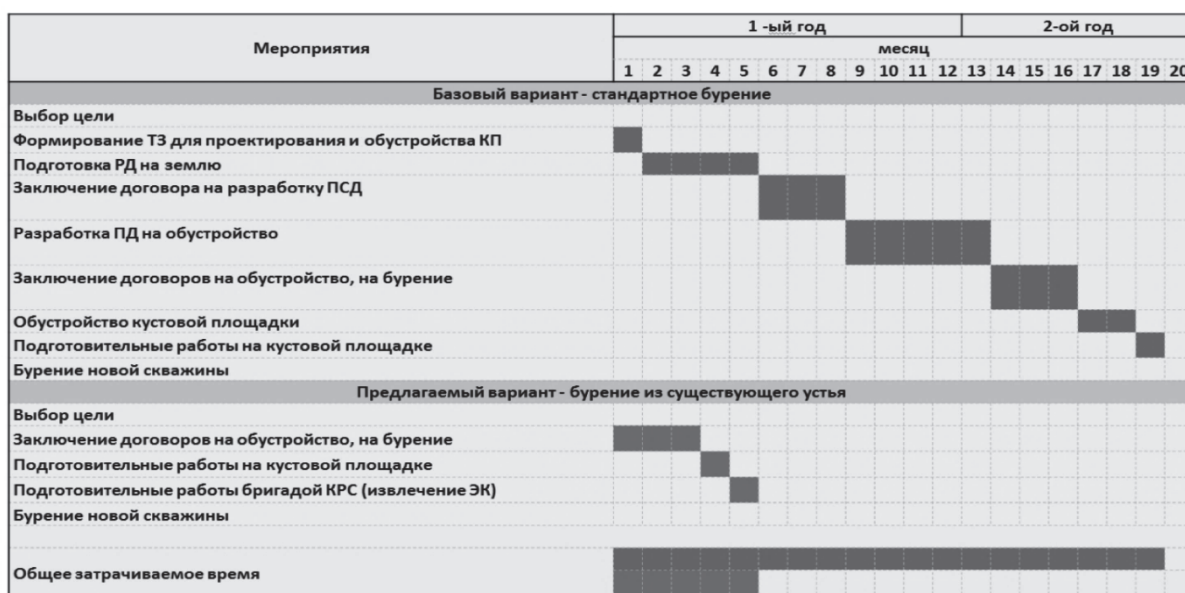 Мероприятия
1 -ый год
2-ой год
месяц
1 2 3 4 5 6 7 8 9 10 11 12 13 14 15 16 17 18 19 20
Базовый вариант - стандартное бурение
Выбор цели
Формирование ТЗ для проектирования и обустройства КП
Подготовка РД на землю
Заключение договора на разработку ПСД
Разработка ПД на обустройство
Заключение договоров на обустройство, на бурение
Обустройство кустовой площадки
Подготовительные работы на кустовой площадке
Бурение новой скважины
Предлагаемый вариант - бурение из существующего устья
Выбор цели
Заключение договоров на обустройство, на бурение
Подготовительные работы на кустовой площадке
Подготовительные работы бригадой КРС (извлечение ЭК)
Бурение новой скважины
Общее затрачиваемое время